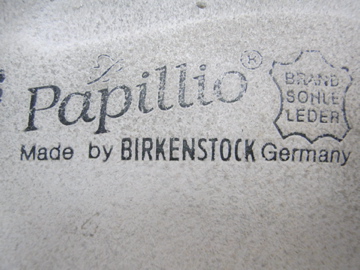 Papillio®
BRAND
SOHLE
LEDER
Made by BIRKENSTOCK Germany